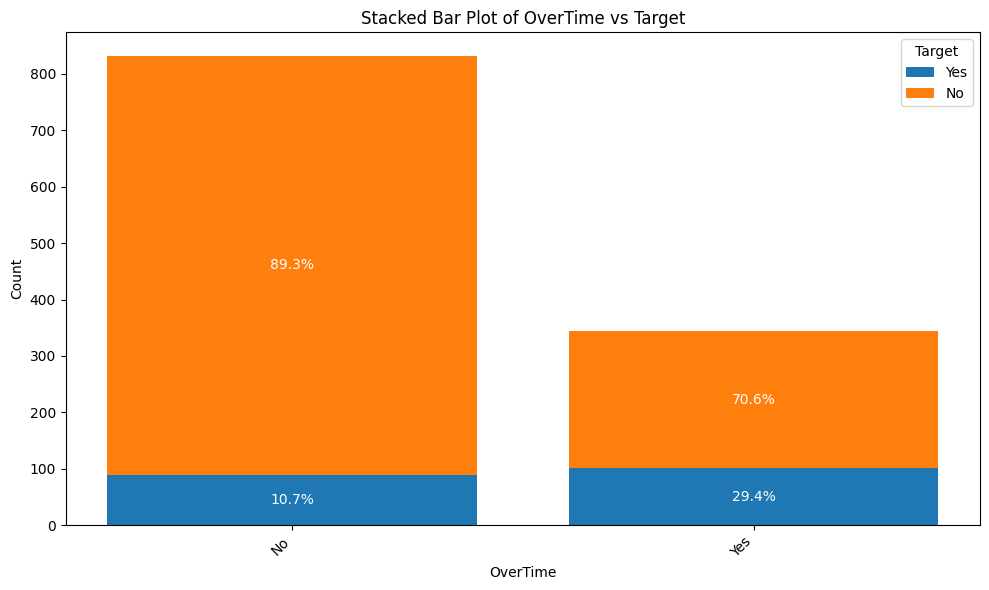 Stacked Bar Plot of OverTime vs Target
Target
Yes
No
Count
800
700
600
500
400
300
200
100
0
89.3%
10.7%
70.6%
29.4%
No
Yes
OverTime